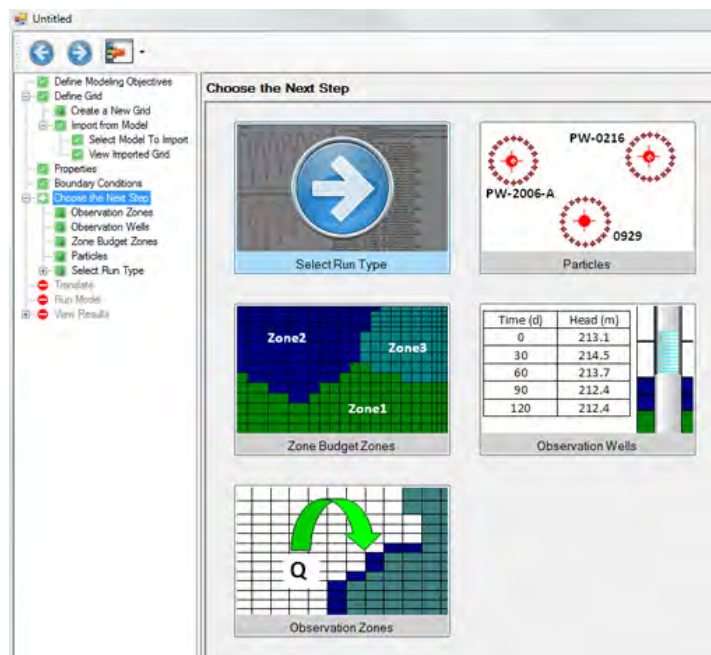 Untitled
Define Modeling Objectives
Define Grid
Create a New Grid
Import from Model
Select Model To Import
View Imported Grid
Properties
Boundary Conditions
Choose the Next Step
Observation Zones
Observation Wells
Zone Budget Zones
Particles
Select Run Type
Translate
Run Model
View Results
Choose the Next Step
Select Run Type
PW-0216
PW-2006-A
0929
Particles
Zone2
Zone3
Zone1
Zone Budget Zones
Time (d) Head (m)
0 213.1
30 214.5
60 213.7
90 212.4
120 212.4
Observation Wells
Q
Observation Zones